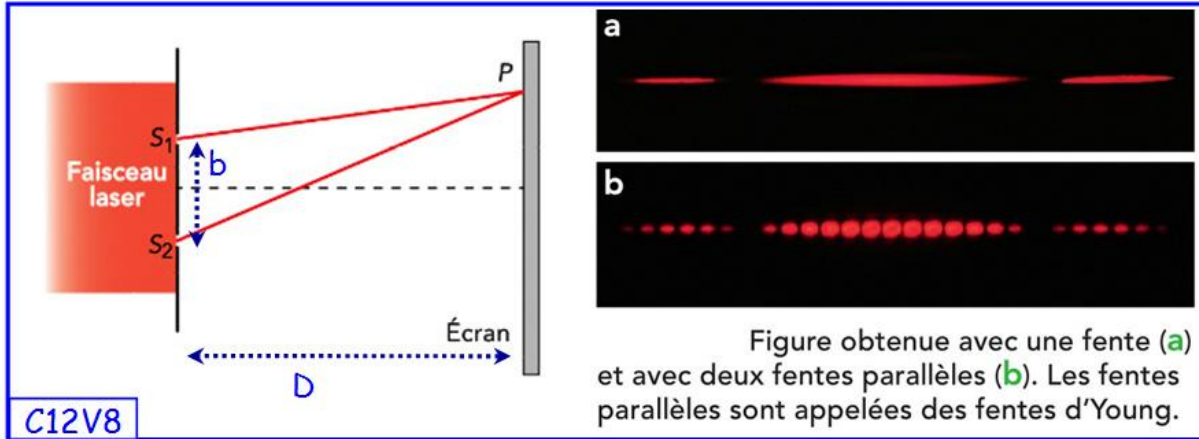 Faisceau
laser
S1
S2
b
P
Écran
D
C12V8
a
b
Figure obtenue avec une fente (a)
et avec deux fentes parallèles (b). Les fentes
parallèles sont appelées des fentes d'Young.